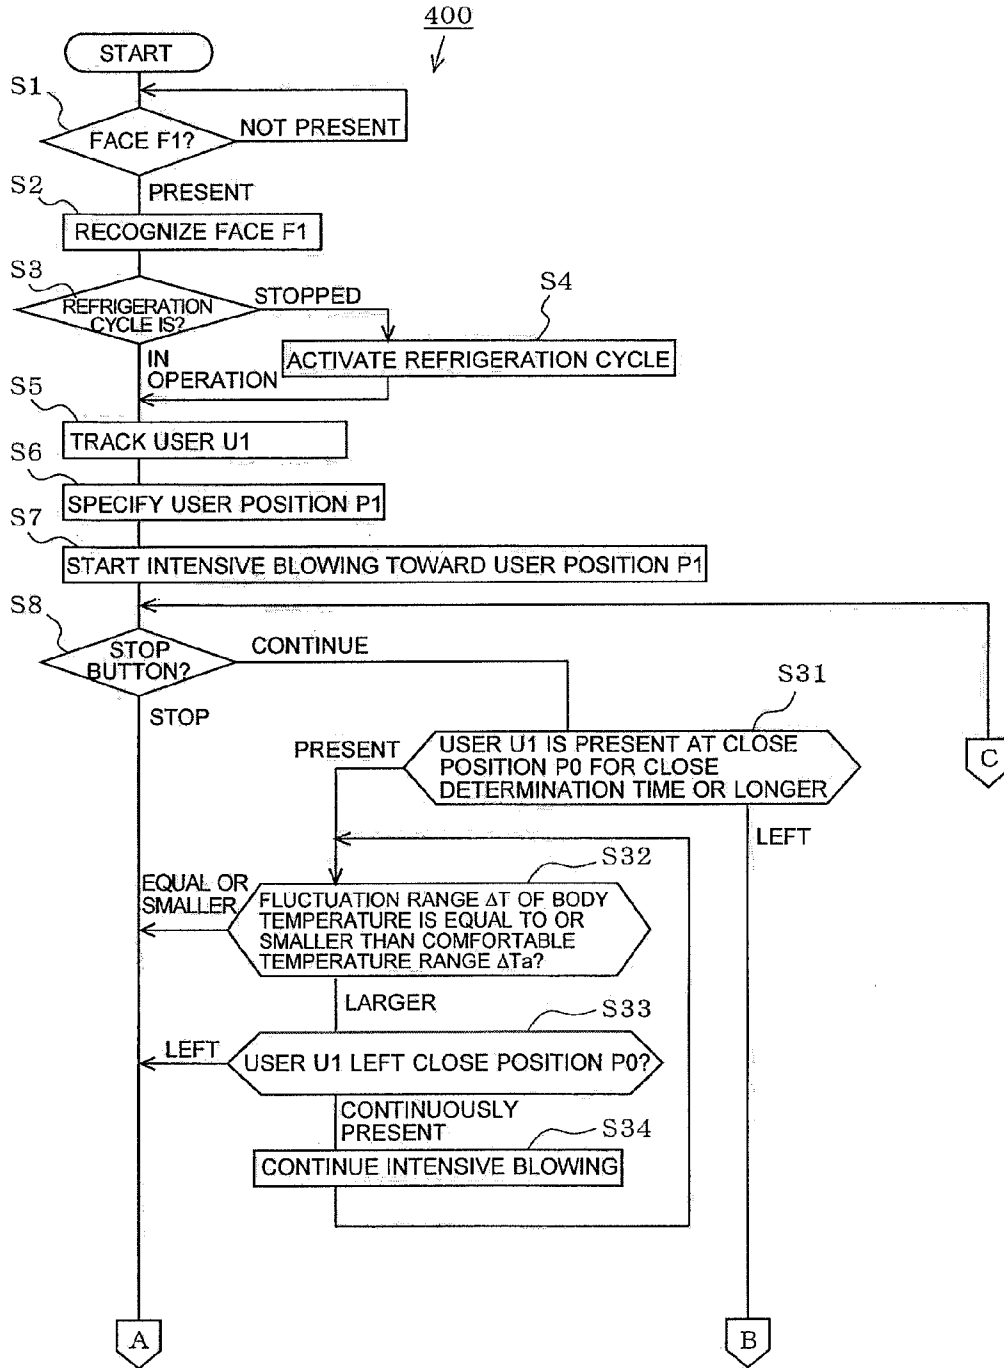 400
START
S1
FACE F1?
NOT PRESENT
S2
PRESENT
RECOGNIZE FACE F1
S3
REFRIGERATION
CYCLE IS?
STOPPED
S4
ACTIVATE REFRIGERATION CYCLE
IN
OPERATION
S5
TRACK USER U1
S6
SPECIFY USER POSITION P1
S7
START INTENSIVE BLOWING TOWARD USER POSITION P1
S8
STOP
BUTTON?
CONTINUE
STOP
S31
PRESENT
USER U1 IS PRESENT AT CLOSE
POSITION P0 FOR CLOSE
DETERMINATION TIME OR LONGER
C
LEFT
S32
EQUAL OR
SMALLER
FLUCTUATION RANGE ΔT OF BODY
TEMPERATURE IS EQUAL TO OR
SMALLER THAN COMFORTABLE
TEMPERATURE RANGE ΔTa?
LARGER
S33
LEFT
USER U1 LEFT CLOSE POSITION P0?
CONTINUOUSLY
PRESENT
S34
CONTINUE INTENSIVE BLOWING
A
B